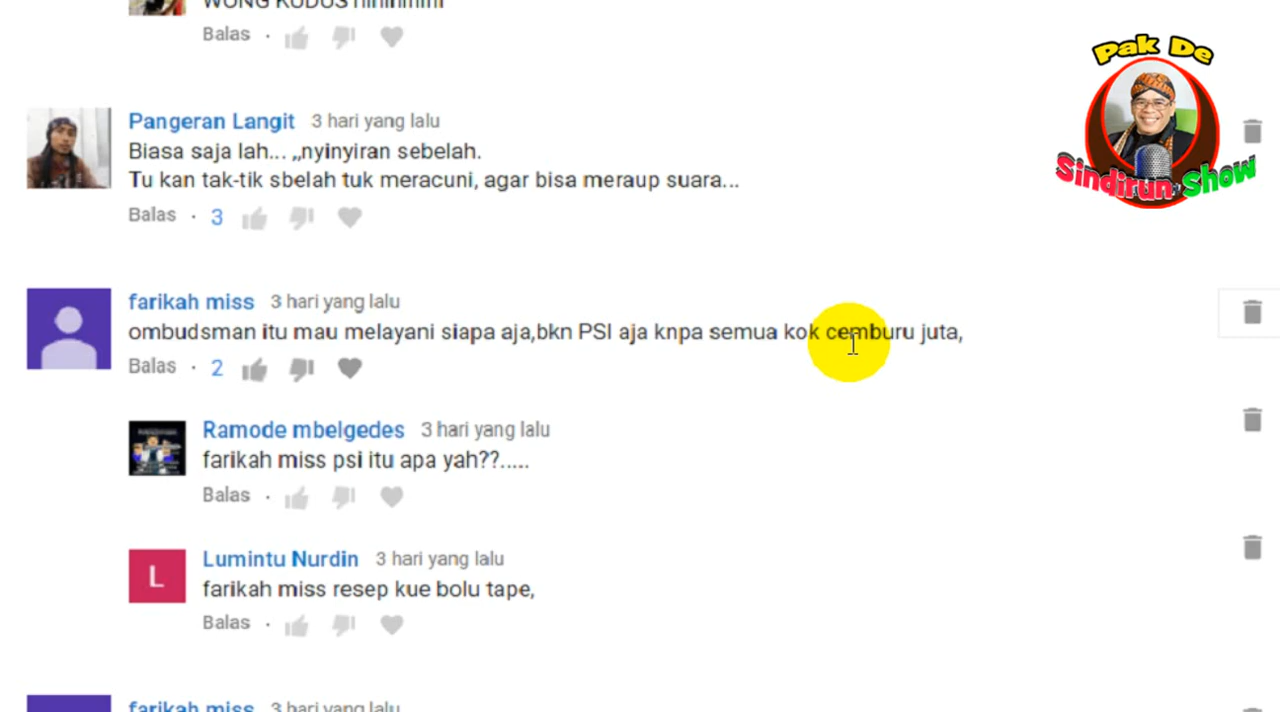 WONG KUDUS hihihihihi
Balas ·
Pak De
Sindirun Show
Pangeran Langit 3 hari yang lalu
Biasa saja lah... ,,nyinyiran sebelah.
Tu kan tak-tik sbelah tuk meracuni, agar bisa meraup suara...
Balas · 3
farikah miss 3 hari yang lalu
ombudsman itu mau melayani siapa aja,bkn PSI aja knpa semua kok cemburu juta,
Balas · 2
Ramode mbelgedes 3 hari yang lalu
farikah miss psi itu apa yah??.....
Balas ·
L
Lumintu Nurdin 3 hari yang lalu
farikah miss resep kue bolu tape,
Balas ·
farikah miss 3 hari yang lalu